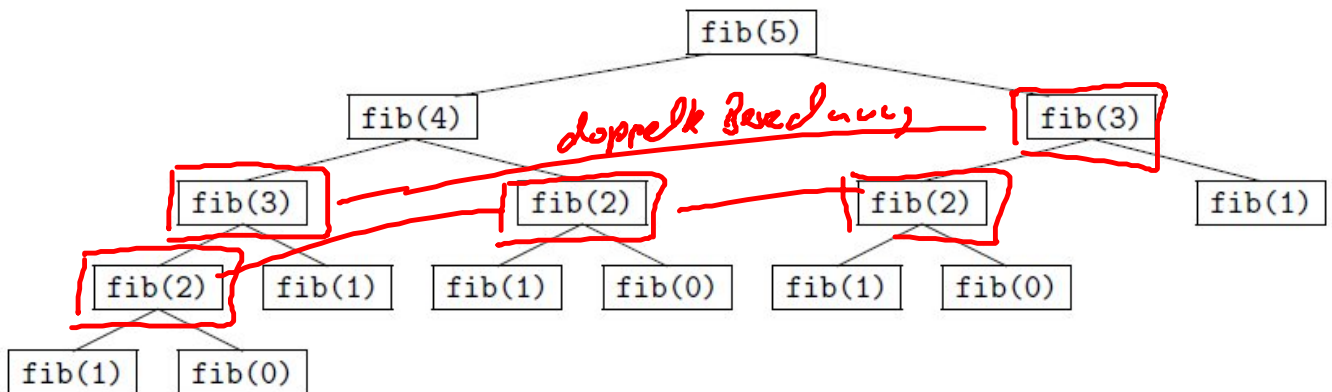 fib(5)
fib(4) fib(3)
doppelte Berechnung
fib(3) fib(2) fib(2) fib(1)
fib(2) fib(1) fib(1) fib(0) fib(1) fib(0)
fib(1) fib(0)